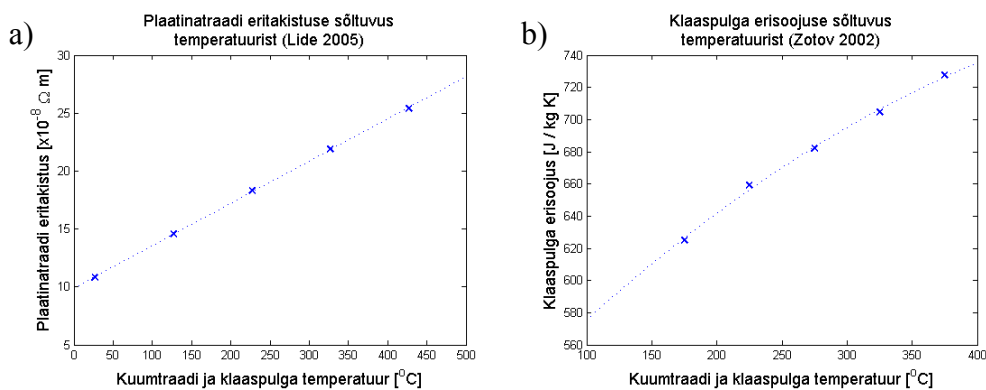 a)
Plaatinatraadi eritakistuse sõltuvus
temperatuurist (Lide 2005)
30
25
20
15
10
5
Plaatinatraadi eritakistus [x10⁻⁸ Ω m]
0 50 100 150 200 250 300 350 400 450 500
Kuumtraadi ja klaaspulga temperatuur [⁰C]
b)
Klaaspulga erisoojuse sõltuvus
temperatuurist (Zotov 2002)
740
720
700
680
660
640
620
600
580
560
Klaaspulga erisoojus [J / kg K]
100 150 200 250 300 350 400
Kuumtraadi ja klaaspulga temperatuur [⁰C]